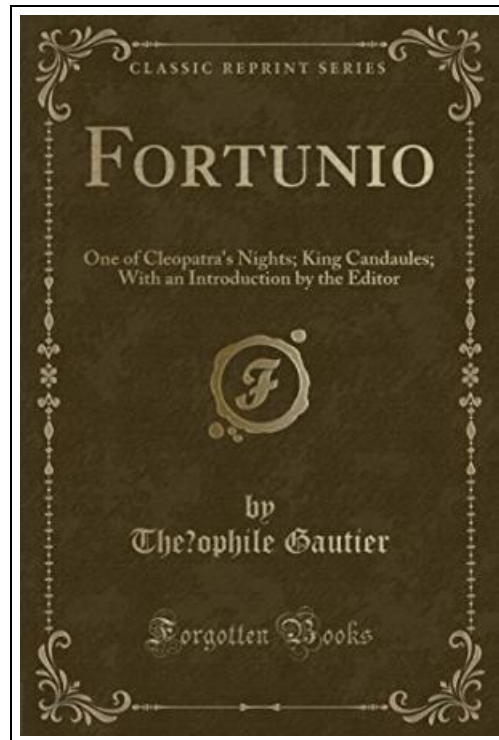 CLASSIC REPRINT SERIES
FORTUNIO
One of Cleopatra's Nights; King Candaules;
With an Introduction by the Editor
F
by
The?ophile Gautier
Forgotten Books